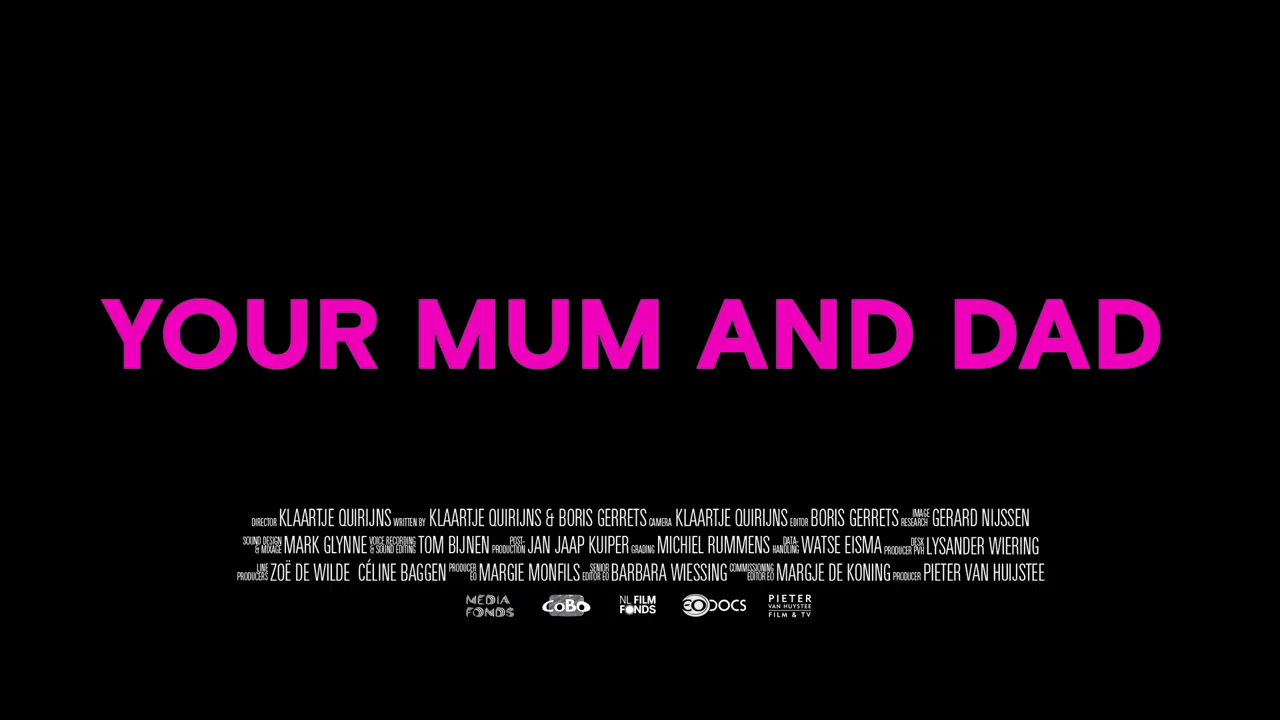 YOUR MUM AND DAD
DIRECTOR KLAARTJE QUIRIJNS WRITTEN BY KLAARTJE QUIRIJNS & BORIS GERRETS CAMERA KLAARTJE QUIRIJNS EDITOR BORIS GERRETS IMAGE RESEARCH GERARD NIJSSEN
SOUND DESIGN & MIXAGE MARK GLYNNE VOICE RECORDING & SOUND EDITING TOM BIJNEN POST-PRODUCTION JAN JAAP KUIPER GRADING MICHIEL RUMMENS DATA-HANDLING WATSE EISMA DESK PRODUCER PVH LYSANDER WIERING
LINE PRODUCERS ZOË DE WILDE CÉLINE BAGGEN PRODUCER EO MARGIE MONFILS SENIOR EDITOR EO BARBARA WIESSING COMMISSIONING EDITOR EO MARGJE DE KONING PRODUCER PIETER VAN HUIJSTEE
MEDIA FONDS COBO NL FILM FONDS EO DOCS PIETER VAN HUYSTEE FILM & TV